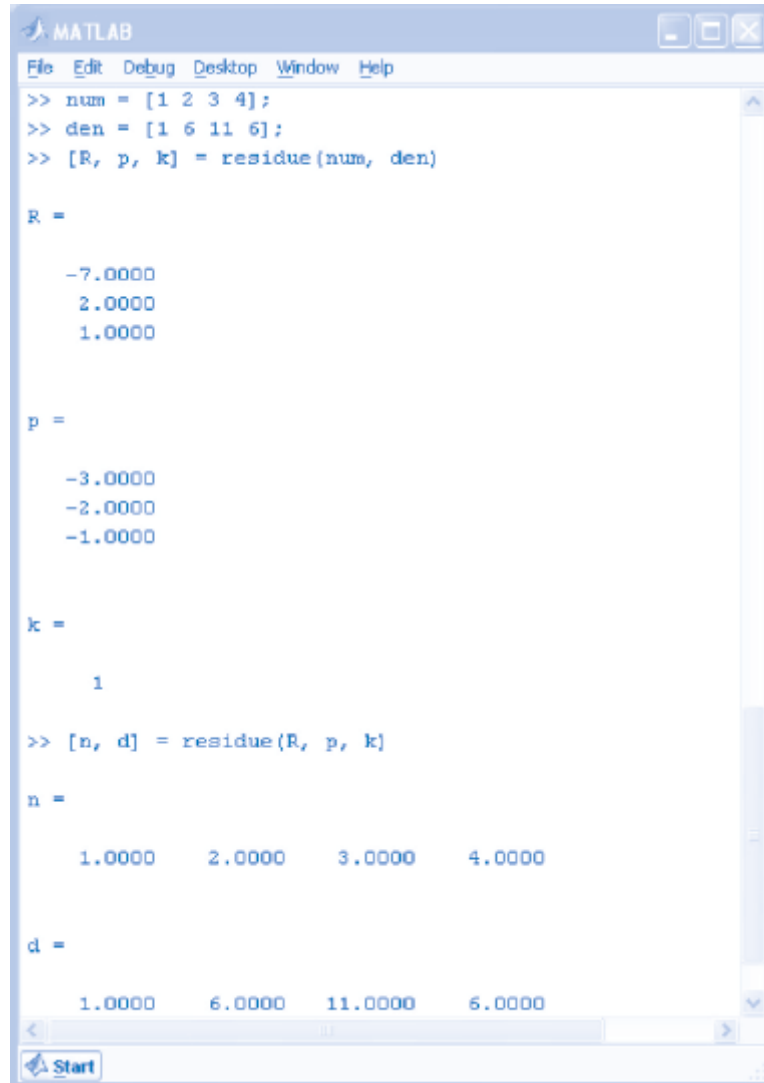 MATLAB
File Edit Debug Desktop Window Help
>> num = [1 2 3 4];
>> den = [1 6 11 6];
>> [R, p, k] = residue(num, den)
R =
-7.0000
2.0000
1.0000
p =
-3.0000
-2.0000
-1.0000
k =
1
>> [n, d] = residue(R, p, k)
n =
1.0000 2.0000 3.0000 4.0000
d =
1.0000 6.0000 11.0000 6.0000
Start